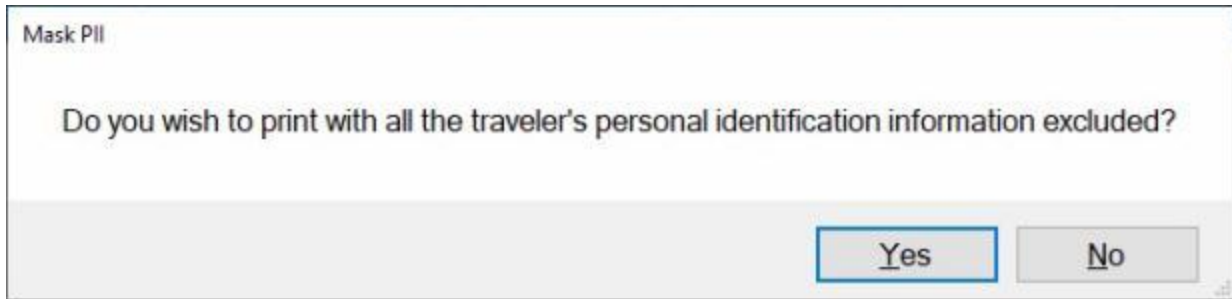 Mask PII
Do you wish to print with all the traveler's personal identification information excluded?
Yes
No